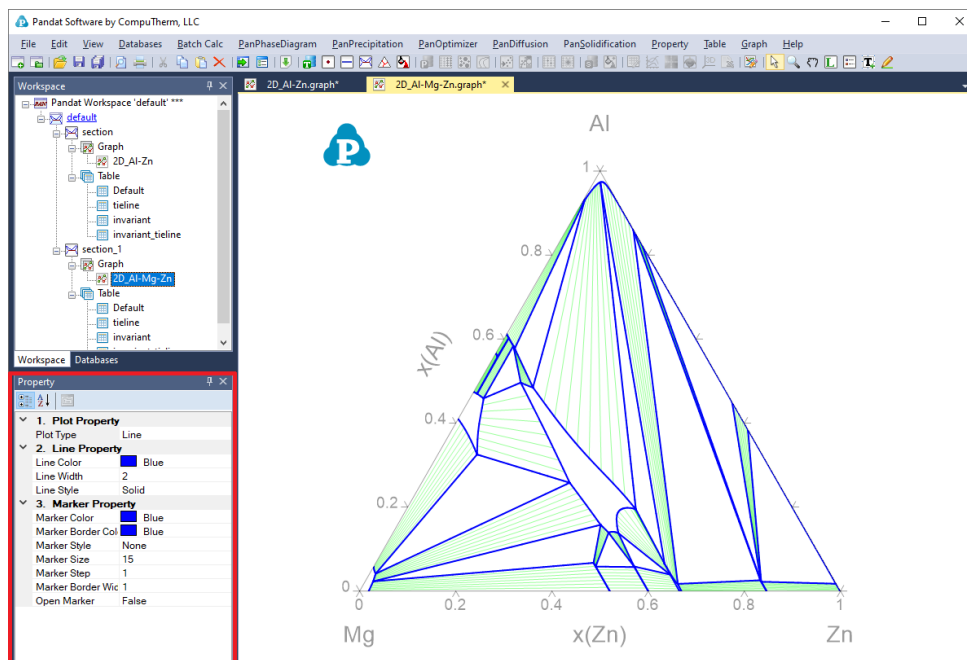 Pandat Software by CompuTherm, LLC
File Edit View Databases Batch Calc PanPhaseDiagram PanPrecipitation PanOptimizer PanDiffusion PanSolidification Property Table Graph Help
Workspace
2D_Al-Zn.graph*
2D_Al-Mg-Zn.graph*
Pandat Workspace 'default' ***
default
section
Graph
2D_Al-Zn
Table
Default
tieline
invariant
invariant_tieline
section_1
Graph
2D_Al-Mg-Zn
Table
Default
tieline
invariant
Workspace Databases
Property
1. Plot Property
Plot Type Line
2. Line Property
Line Color Blue
Line Width 2
Line Style Solid
3. Marker Property
Marker Color Blue
Marker Border Col Blue
Marker Style None
Marker Size 15
Marker Step 1
Marker Border Wic 1
Open Marker False
P
Al
1
0.8
0.6
x(Al)
0.4
0.2
0
0 0.2 0.4 0.6 0.8 1
Mg x(Zn) Zn